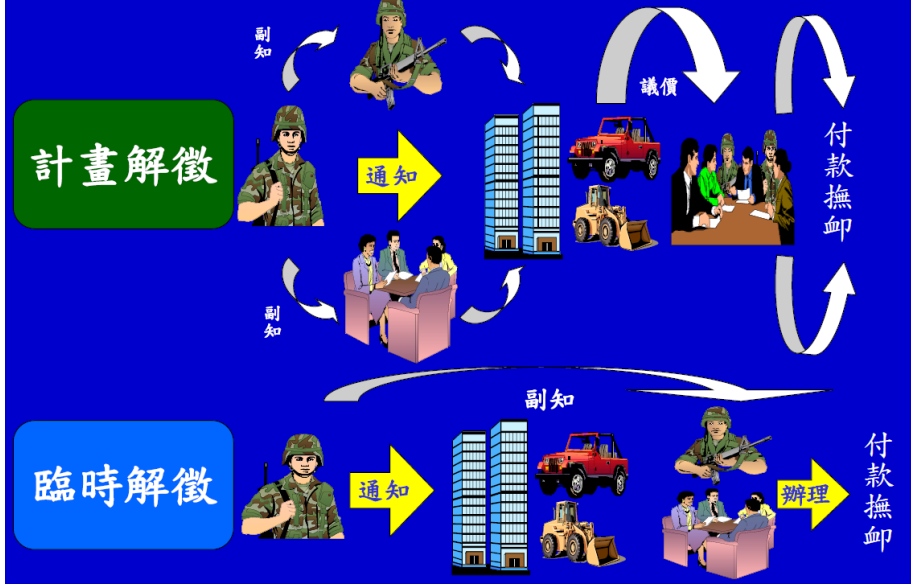 副知
計畫解徵
通知
副知
議價
付款撫卹
臨時解徵
通知
副知
辦理
付款撫卹